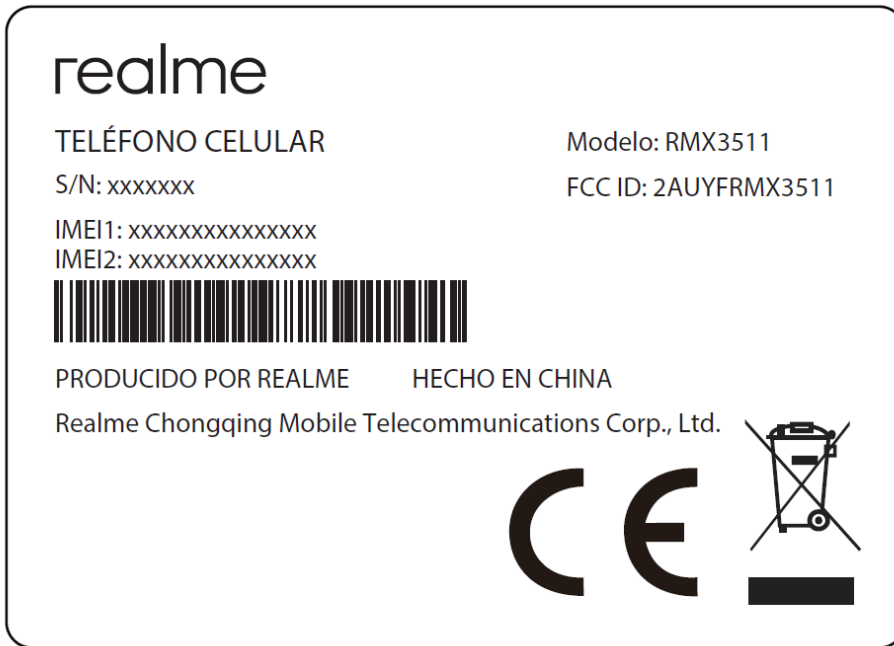 realme
TELÉFONO CELULAR
Modelo: RMX3511
S/N: xxxxxxx
FCC ID: 2AUYFRMX3511
IMEI1: xxxxxxxxxxxxxxx
IMEI2: xxxxxxxxxxxxxxx
PRODUCIDO POR REALME HECHO EN CHINA
Realme Chongqing Mobile Telecommunications Corp., Ltd.
CE